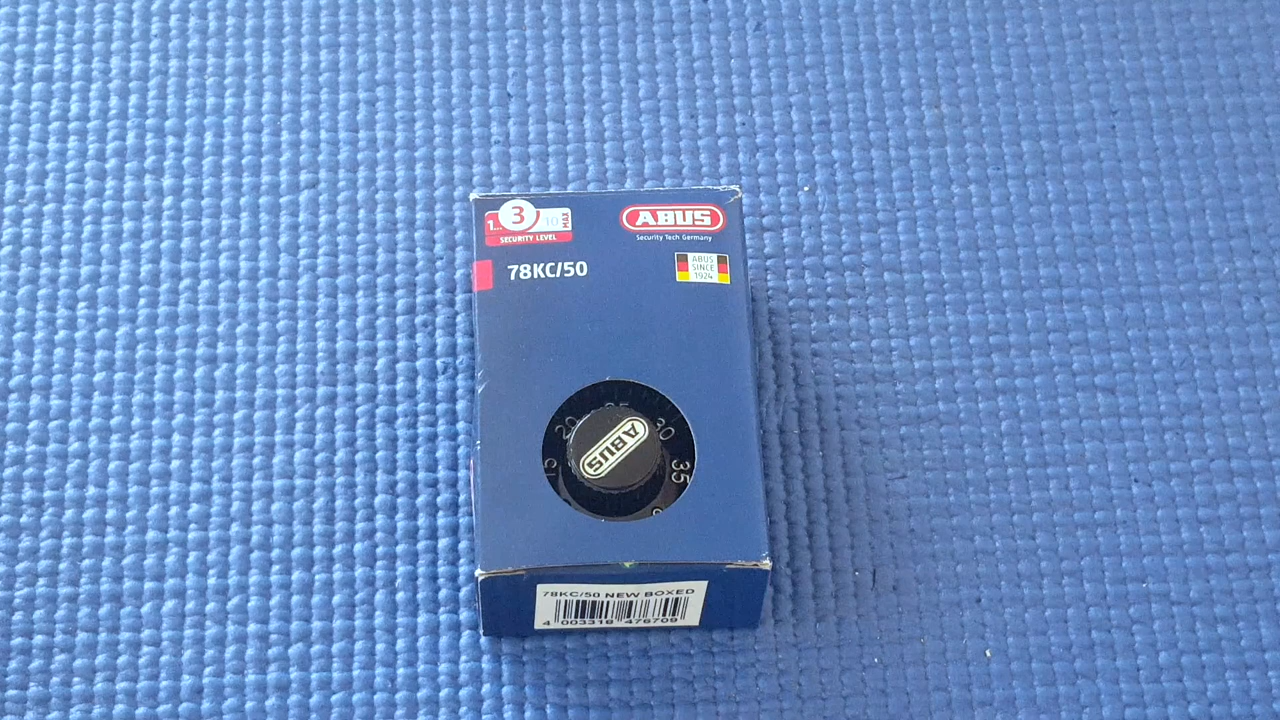 1... 3 10 MAX
SECURITY LEVEL
ABUS
Security Tech Germany
78KC/50
ABUS
SINCE
1924
20 25 30
15 35
ABUS
78KC/50 NEW BOXED
4 003318 476709